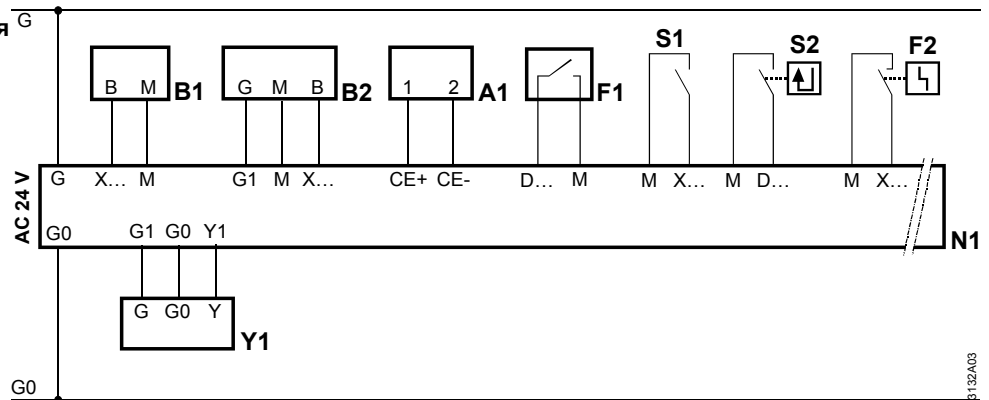 я
G
S1
S2
F2
B M B1
G M B B2
1 2 A1
F1
G X... M G1 M X... CE+ CE- D... M M X... M D... M X...
AC 24 V
G0 G1 G0 Y1
N1
G G0 Y
Y1
G0
3132A03